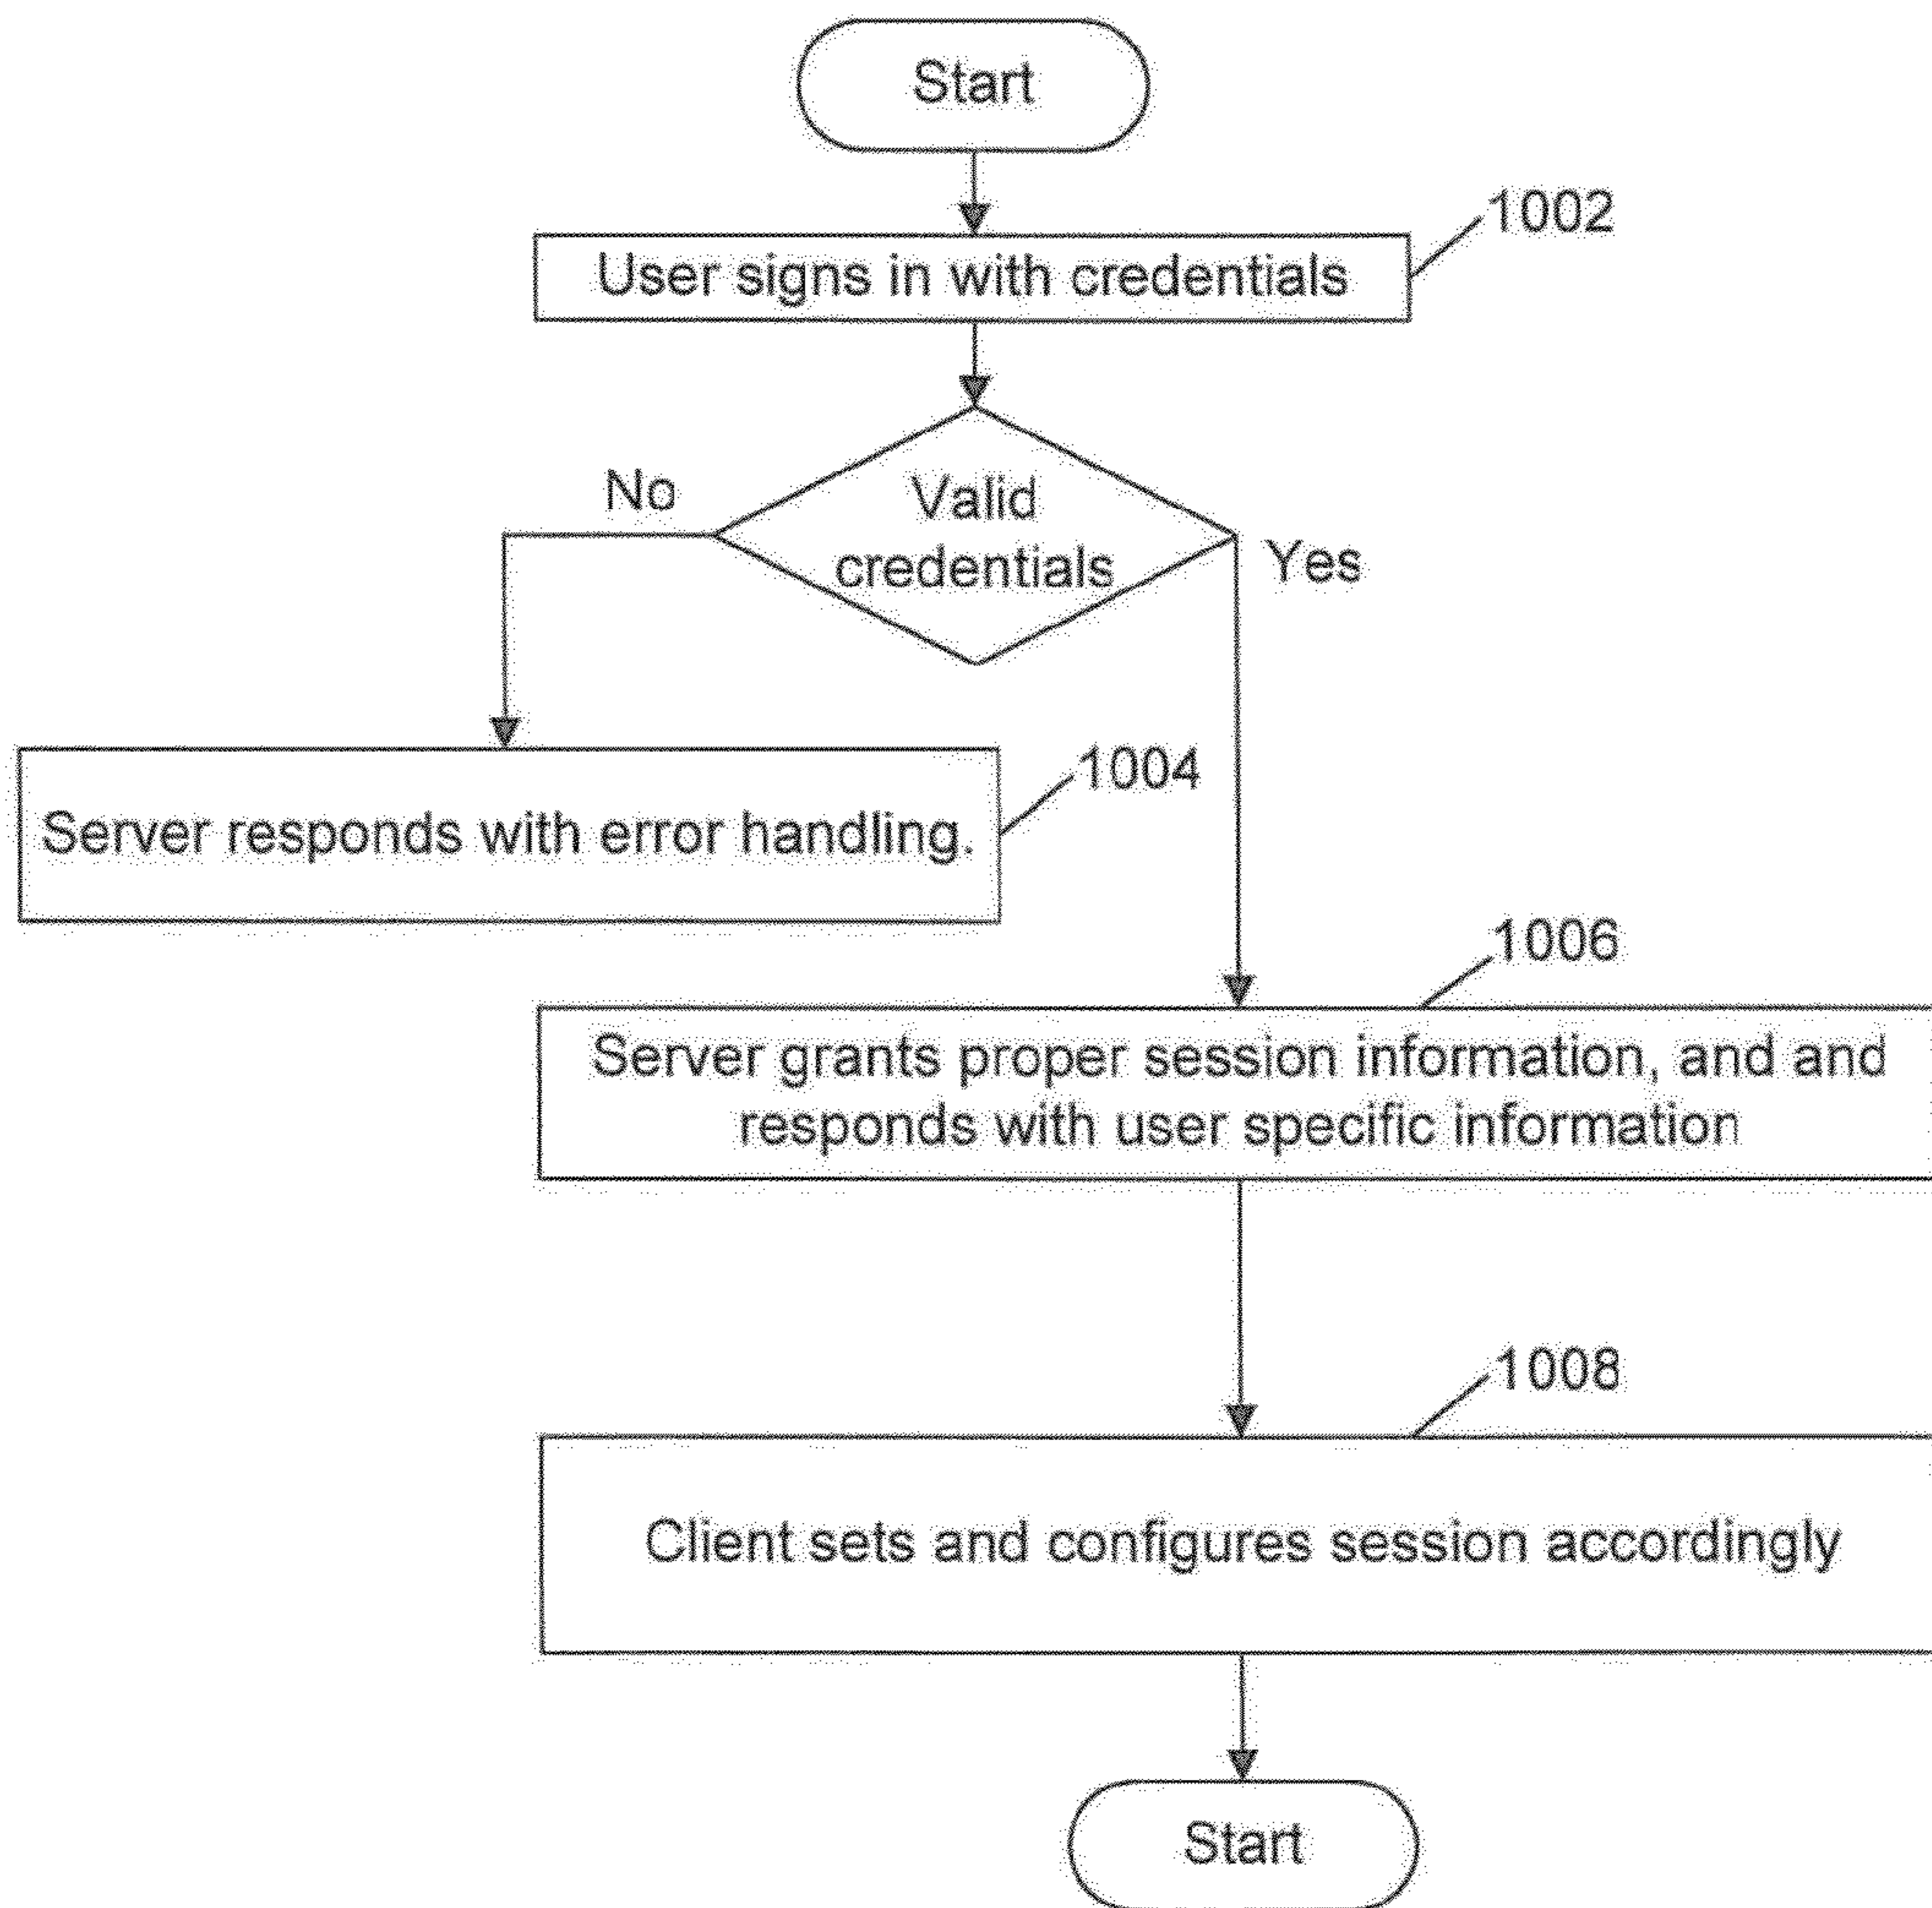 Start
1002
User signs in with credentials
No
Valid
credentials
Yes
1004
Server responds with error handling.
1006
Server grants proper session information, and and
responds with user specific information
1008
Client sets and configures session accordingly
Start